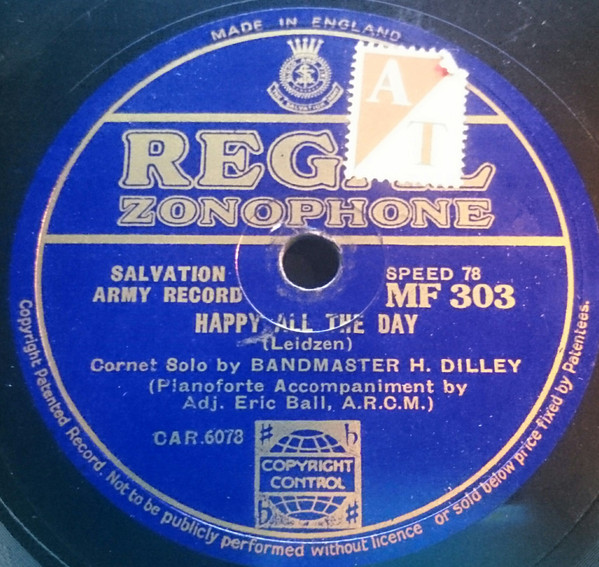 MADE IN ENGLAND
A
T
REGAL
ZONOPHONE
SALVATION
ARMY RECORD
SPEED 78
MF 303
HAPPY ALL THE DAY
(Leidzen)
Cornet Solo by BANDMASTER H. DILLEY
(Pianoforte Accompaniment by
Adj. Eric Ball, A.R.C.M.)
CAR.6078
COPYRIGHT
CONTROL
Copyright Patented Record. Not to be publicly performed without licence or sold below price fixed by Patentees.